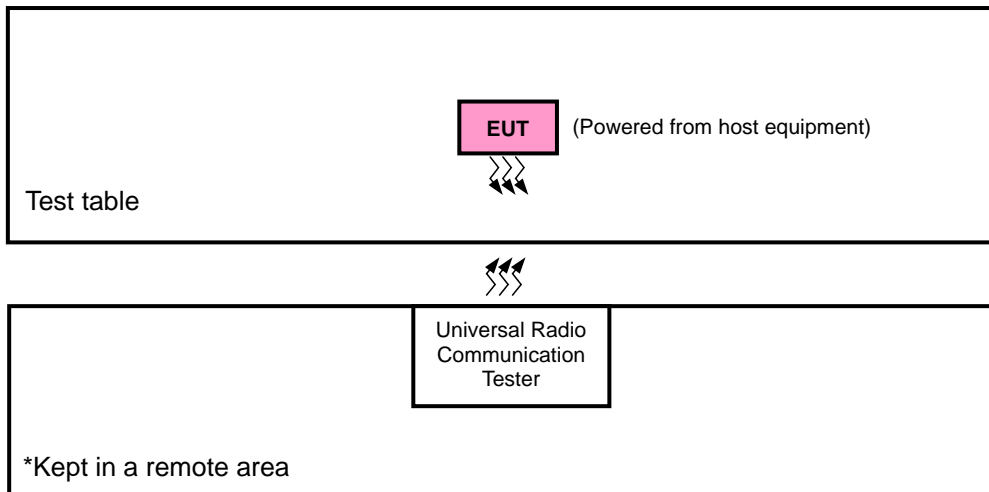 EUT
(Powered from host equipment)
Test table
Universal Radio
Communication
Tester
*Kept in a remote area